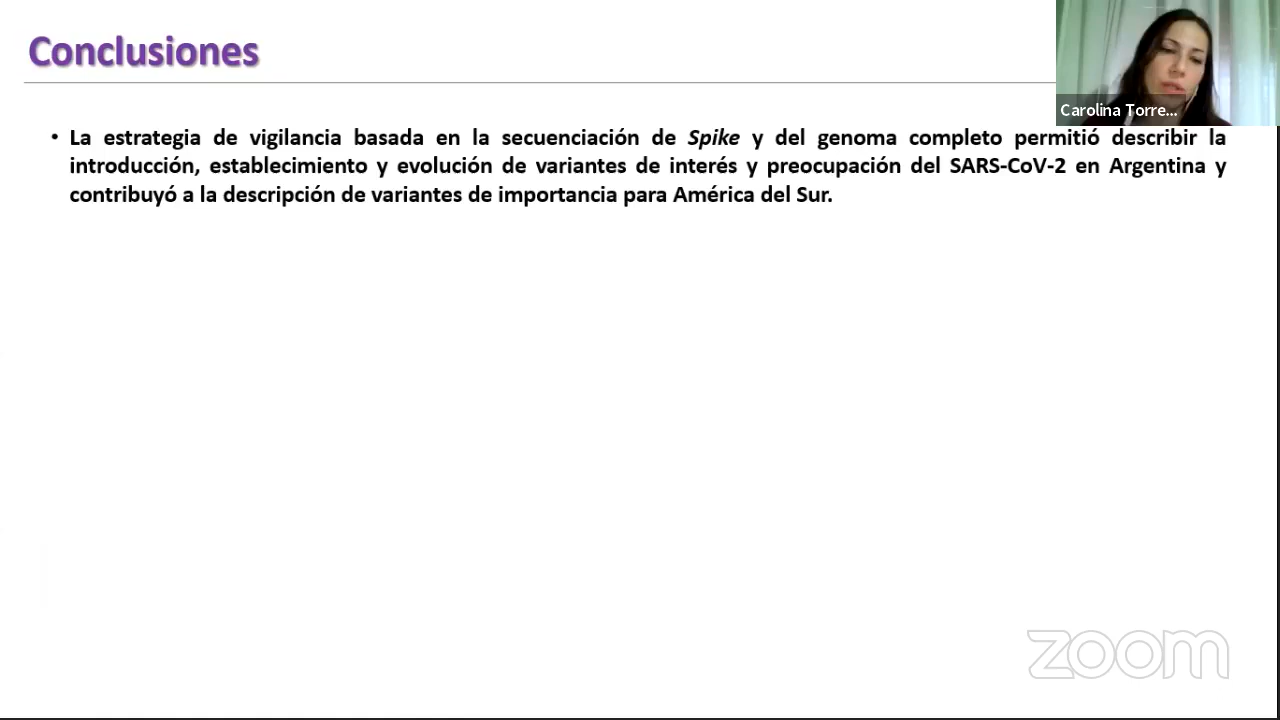 Conclusiones
Carolina Torre...
• La estrategia de vigilancia basada en la secuenciación de Spike y del genoma completo permitió describir la
introducción, establecimiento y evolución de variantes de interés y preocupación del SARS-CoV-2 en Argentina y
contribuyó a la descripción de variantes de importancia para América del Sur.
zoom